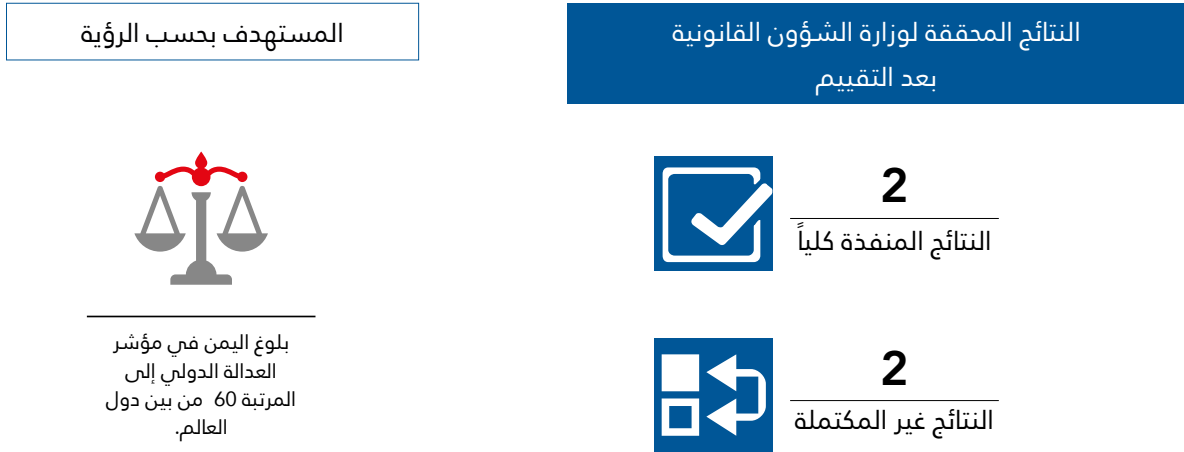 النتائج المحققة لوزارة الشؤون القانونية
بعد التقييم
2
النتائج المنفذة كلياً
2
النتائج غير المكتملة
المستهدف بحسب الرؤية
بلوغ اليمن في مؤشر
العدالة الدولي إلى
المرتبة 60 من بين دول
العالم.